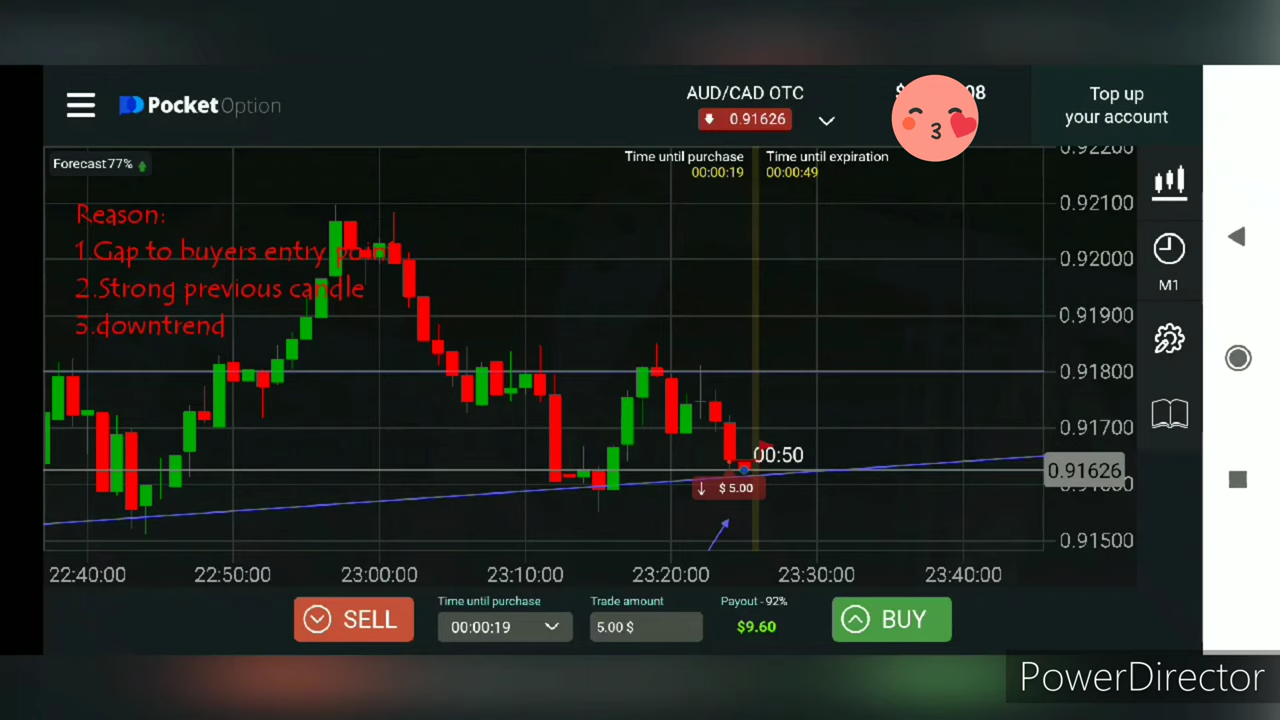 PocketOption
AUD/CAD OTC
0.91626
08
Top up
your account
Forecast77%
Time until purchase
00:00:19
Time until expiration
00:00:49
Reason:
1.Gap to buyers entry
2.Strong previous candle
3.downtrend
0.92200
0.92100
0.92000
0.91900
0.91800
0.91700
0.91626
0.91500
M1
00:50
$ 5.00
22:40:00
22:50:00
23:00:00
23:10:00
23:20:00
23:30:00
23:40:00
SELL
Time until purchase
00:00:19
Trade amount
5.00 $
Payout - 92%
$9.60
BUY
PowerDirector